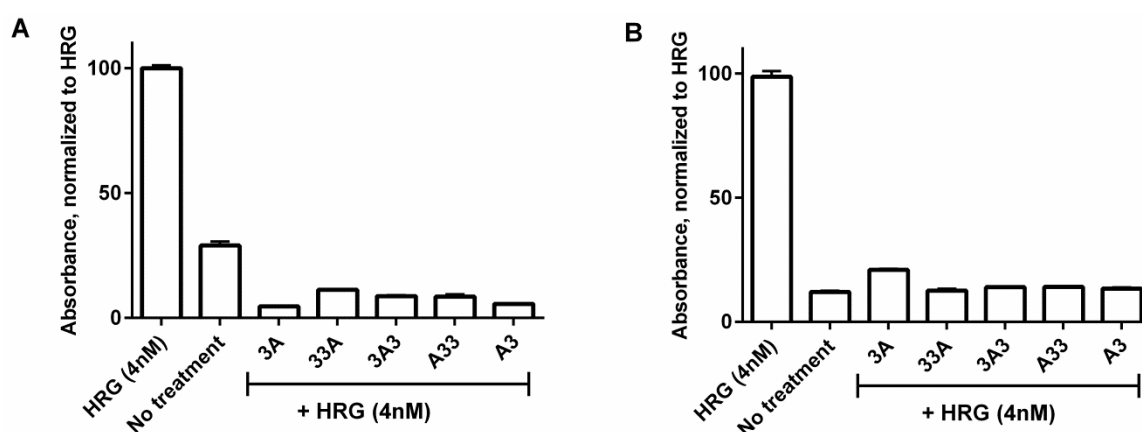 A
Absorbance, normalized to HRG
100
50
0
HRG (4nM)
No treatment
3A
33A
3A3
A33
A3
+ HRG (4nM)
B
Absorbance, normalized to HRG
100
50
0
HRG (4nM)
No treatment
3A
33A
3A3
A33
A3
+ HRG (4nM)